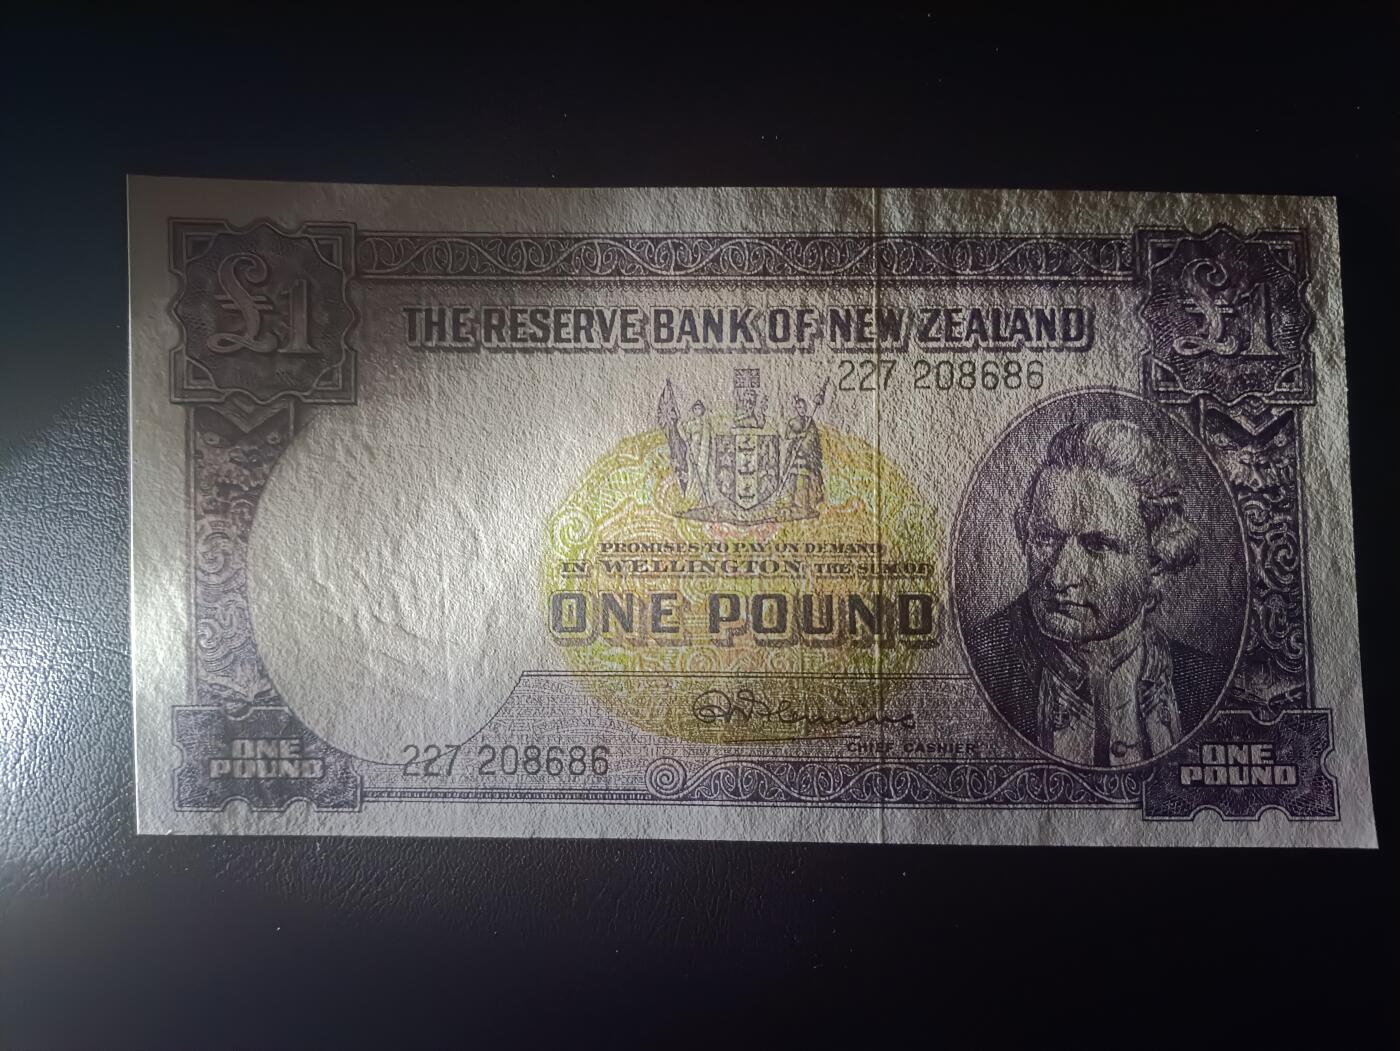 £1
£1
THE RESERVE BANK OF NEW ZEALAND
227 208686
PROMISES TO PAY ON DEMAND
IN WELLINGTON THE SUM OF
ONE POUND
CHIEF CASHIER
227 208686
ONE
POUND
ONE
POUND